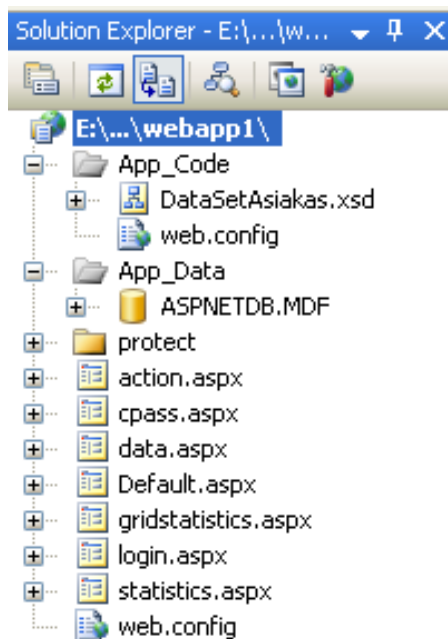 Solution Explorer - E:\...\w...
E:\...\webapp1\
App_Code
DataSetAsiakas.xsd
web.config
App_Data
ASPNETDB.MDF
protect
action.aspx
cpass.aspx
data.aspx
Default.aspx
gridstatistics.aspx
login.aspx
statistics.aspx
web.config